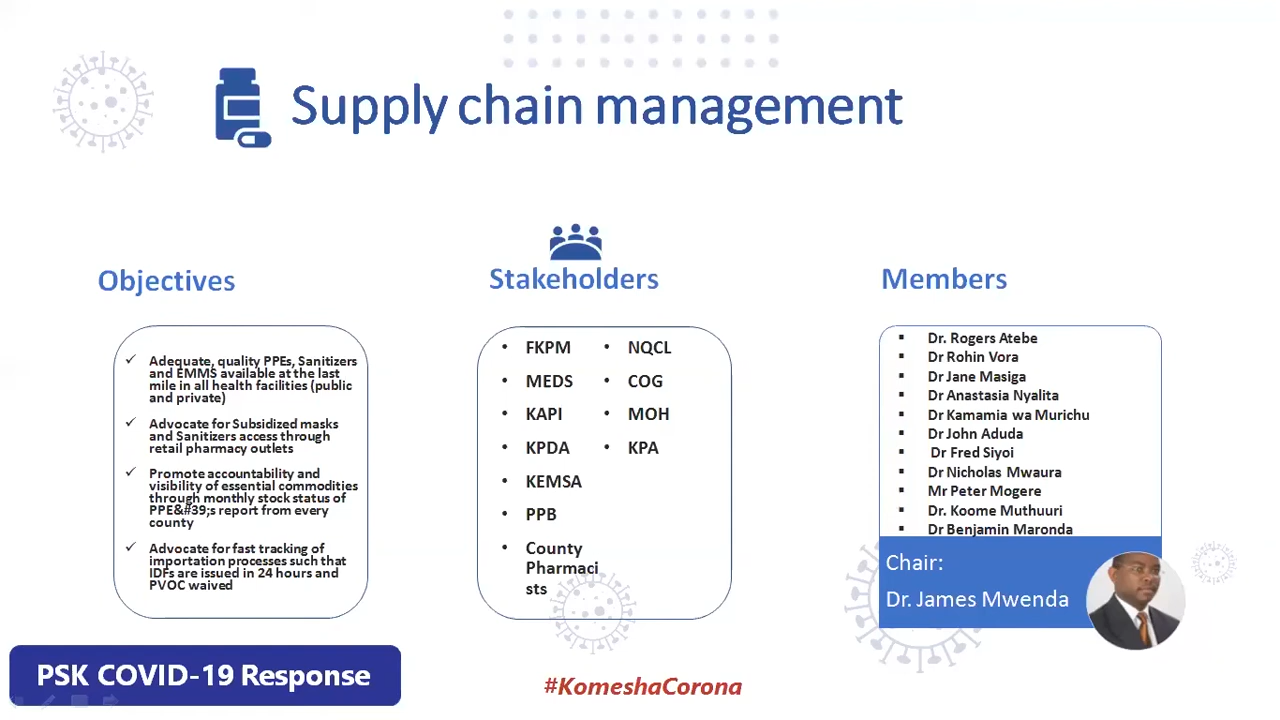 Supply chain management
Objectives
Adequate, quality PPEs, Sanitizers
and EMMS available at the last
mile in all health facilities (public
and private)
Advocate for Subsidized masks
and Sanitizers access through
retail pharmacy outlets
Promote accountability and
visibility of essential commodities
through monthly stock status of
PPE&#39;s report from every
county
Advocate for fast tracking of
importation processes such that
IDFs are issued in 24 hours and
PVOC waived
Stakeholders
FKPM
MEDS
KAPI
KPDA
KEMSA
PPB
County
Pharmaci
sts
NQCL
COG
MOH
KPA
Members
Dr. Rogers Atebe
Dr Rohin Vora
Dr Jane Masiga
Dr Anastasia Nyalita
Dr Kamamia wa Murichu
Dr John Aduda
Dr Fred Siyoi
Dr Nicholas Mwaura
Mr Peter Mogere
Dr. Koome Muthuuri
Dr Benjamin Maronda
Chair:
Dr. James Mwenda
PSK COVID-19 Response
#KomeshaCorona